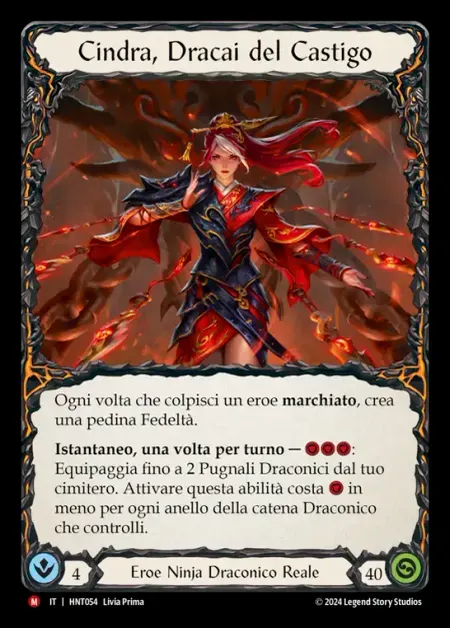 Cindra, Dracai del Castigo
Ogni volta che colpisci un eroe marchiato, crea
una pedina Fedeltà.
Istantaneo, una volta per turno —
Equipaggia fino a 2 Pugnali Draconici dal tuo
cimitero. Attivare questa abilità costa in
meno per ogni anello della catena Draconico
che controlli.
4
Eroe Ninja Draconico Reale
40
M IT | HNT054 Livia Prima
© 2024 Legend Story Studios